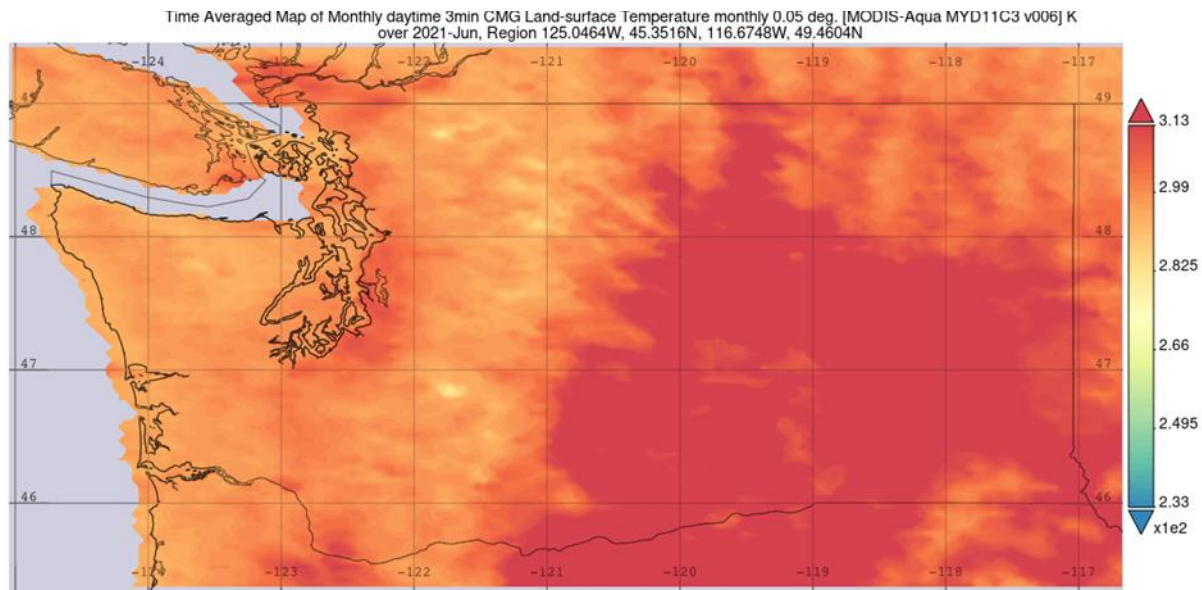 Time Averaged Map of Monthly daytime 3min CMG Land-surface Temperature monthly 0.05 deg. [MODIS-Aqua MYD11C3 v006] K
over 2021-Jun, Region 125.0464W, 45.3516N, 116.6748W, 49.4604N
-124 -123 -122 -121 -120 -119 -118 -117
49 49
48 48
47 47
46 46
-124 -123 -122 -121 -120 -119 -118 -117
3.13
2.99
2.825
2.66
2.495
2.33
x1e2